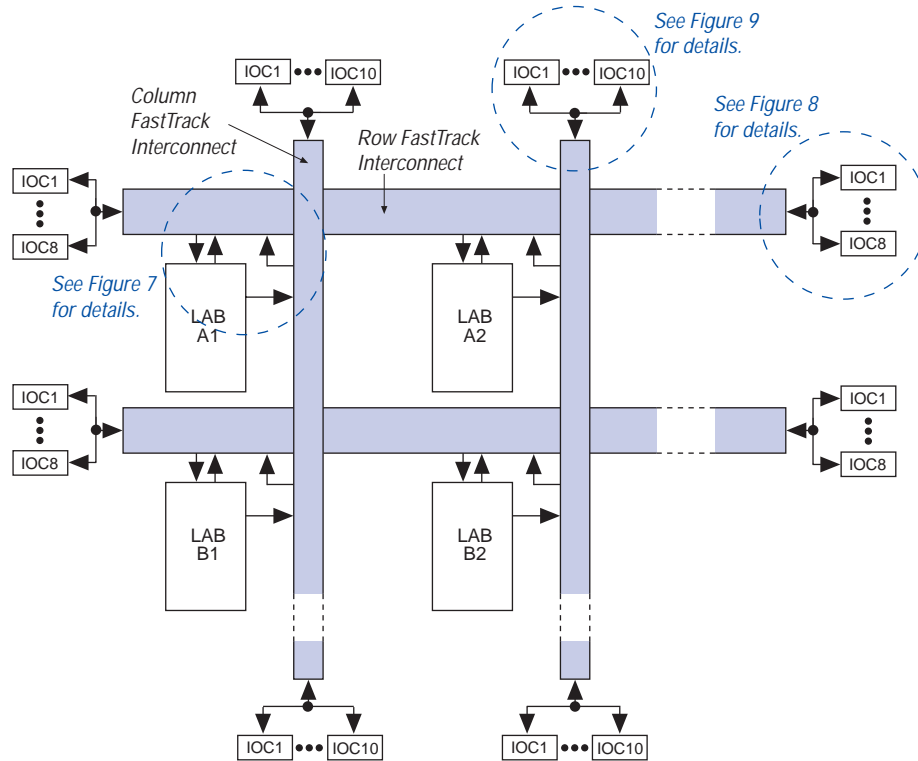 See Figure 9
for details.
IOC1
IOC10
IOC1
IOC10
Column
FastTrack
Interconnect
Row FastTrack
Interconnect
See Figure 8
for details.
IOC1
IOC8
IOC1
IOC8
See Figure 7
for details.
LAB
A1
LAB
A2
IOC1
IOC8
IOC1
IOC8
LAB
B1
LAB
B2
IOC1
IOC10
IOC1
IOC10